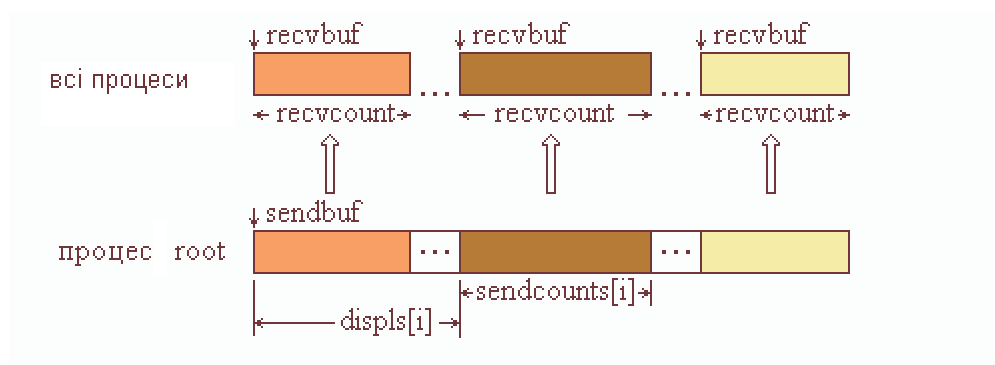 recvbuf recvbuf recvbuf
всі процеси ... ...
recvcount recvcount recvcount
sendbuf
процес root ... ...
sendcounts[i]
displs[i]